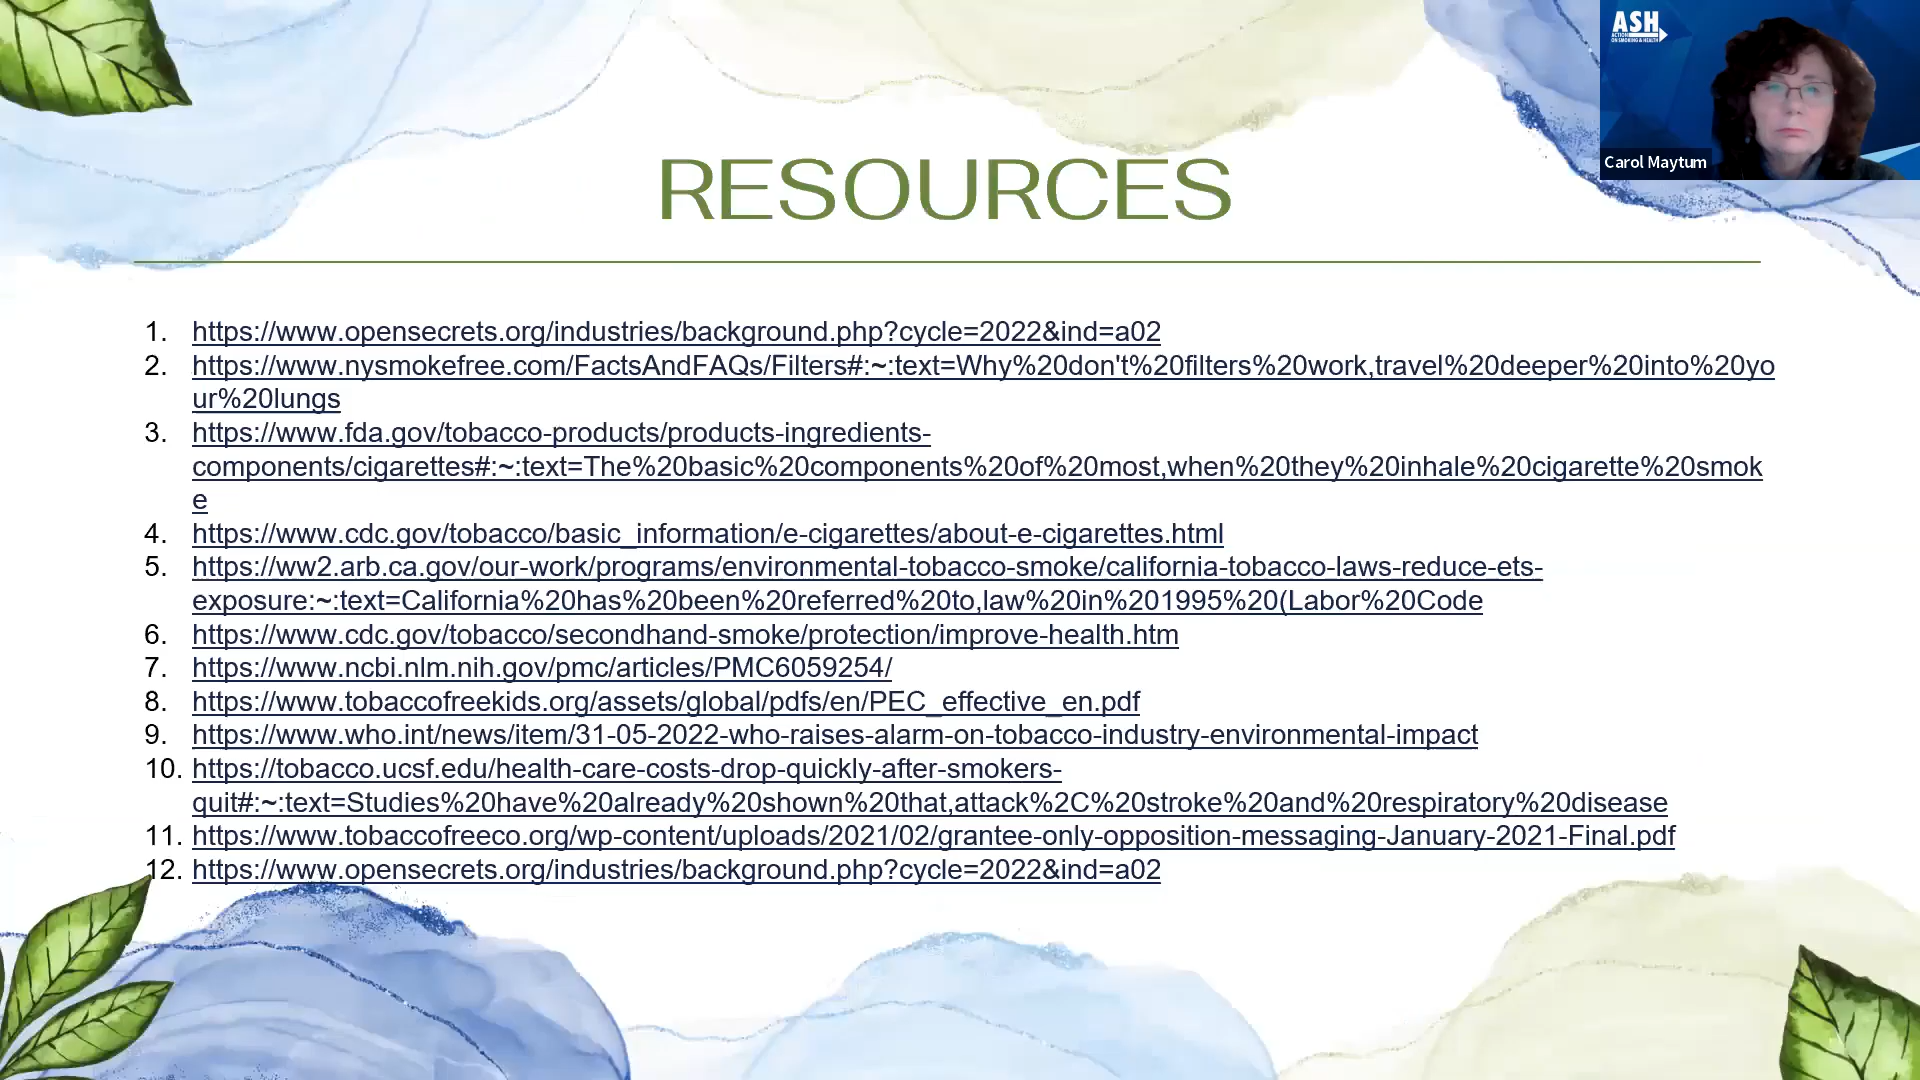 ASH
ACTION
ON SMOKING & HEALTH
Carol Maytum
RESOURCES
1. https://www.opensecrets.org/industries/background.php?cycle=2022&ind=a02
2. https://www.nysmokefree.com/FactsAndFAQs/Filters#:~:text=Why%20don't%20filters%20work,travel%20deeper%20into%20yo
ur%20lungs
3. https://www.fda.gov/tobacco-products/products-ingredients-
components/cigarettes#:~:text=The%20basic%20components%20of%20most,when%20they%20inhale%20cigarette%20smok
e
4. https://www.cdc.gov/tobacco/basic_information/e-cigarettes/about-e-cigarettes.html
5. https://ww2.arb.ca.gov/our-work/programs/environmental-tobacco-smoke/california-tobacco-laws-reduce-ets-
exposure:~:text=California%20has%20been%20referred%20to,law%20in%201995%20(Labor%20Code
6. https://www.cdc.gov/tobacco/secondhand-smoke/protection/improve-health.htm
7. https://www.ncbi.nlm.nih.gov/pmc/articles/PMC6059254/
8. https://www.tobaccofreekids.org/assets/global/pdfs/en/PEC_effective_en.pdf
9. https://www.who.int/news/item/31-05-2022-who-raises-alarm-on-tobacco-industry-environmental-impact
10. https://tobacco.ucsf.edu/health-care-costs-drop-quickly-after-smokers-
quit#:~:text=Studies%20have%20already%20shown%20that,attack%2C%20stroke%20and%20respiratory%20disease
11. https://www.tobaccofreeco.org/wp-content/uploads/2021/02/grantee-only-opposition-messaging-January-2021-Final.pdf
12. https://www.opensecrets.org/industries/background.php?cycle=2022&ind=a02